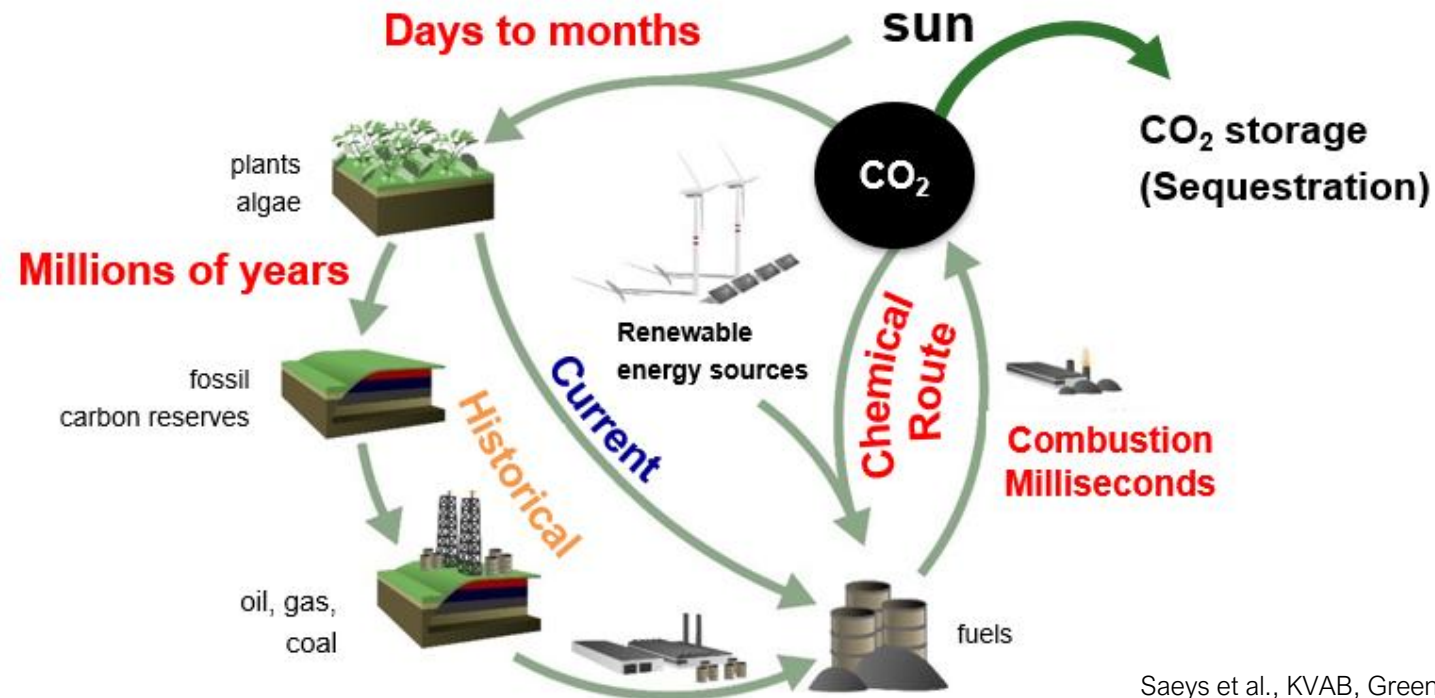 Days to months
sun
CO₂ storage
(Sequestration)
CO₂
plants
algae
Millions of years
Renewable
energy sources
fossil
carbon reserves
Historical
Current
Chemical
Route
Combustion
Milliseconds
oil, gas,
coal
fuels
Saeys et al., KVAB, Green